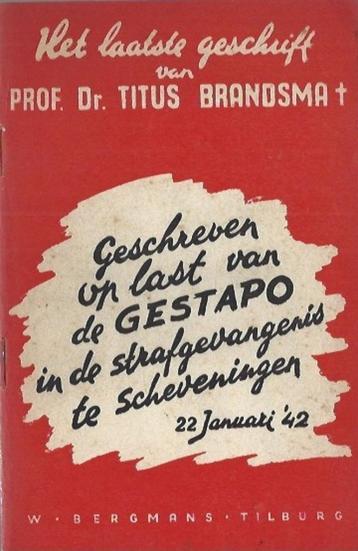 Het laatste geschrift
van
PROF. Dr. TITUS BRANDSMA †
Geschreven
op last van
de GESTAPO
in de strafgevangenis
te Scheveningen
22 Januari '42
W • BERGMANS • TILBURG